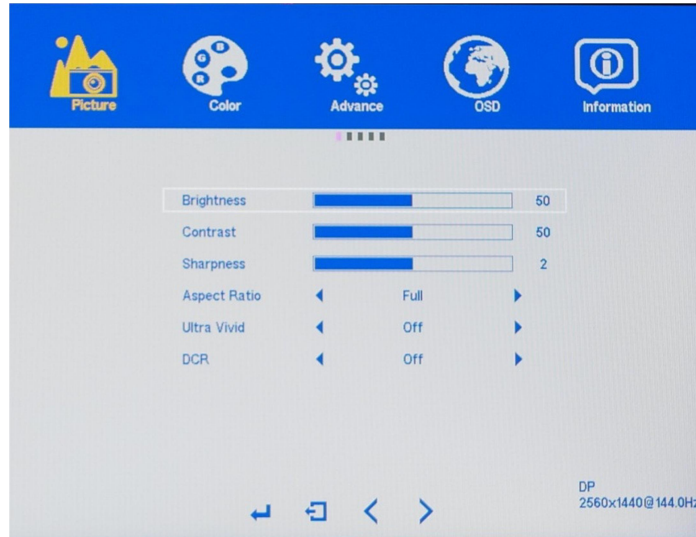 G B
R
Picture
Color
Advance
OSD
Information
Brightness 50
Contrast 50
Sharpness 2
Aspect Ratio Full
Ultra Vivid Off
DCR Off
DP
2560x1440@144.0Hz